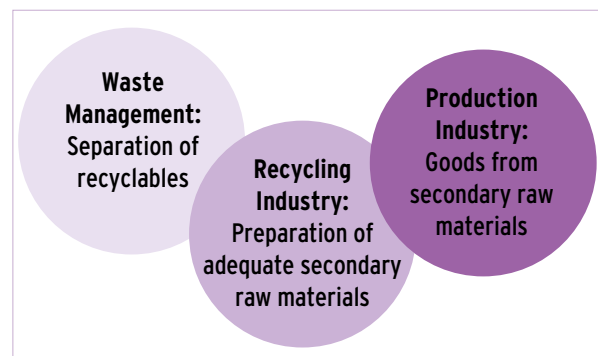 Waste
Management:
Separation of
recyclables
Recycling
Industry:
Preparation of
adequate secondary
raw materials
Production
Industry:
Goods from
secondary raw
materials